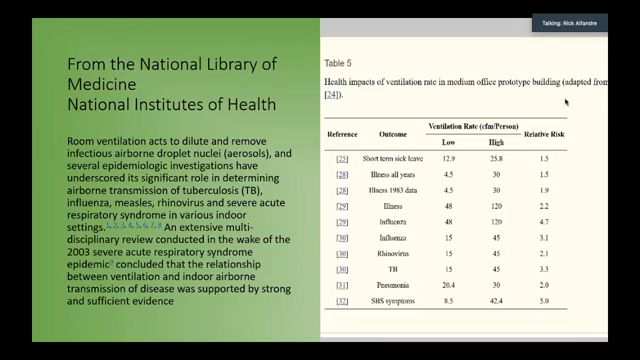 Talking: Rick Alfandre
From the National Library of
Medicine
National Institutes of Health
Room ventilation acts to dilute and remove
infectious airborne droplet nuclei (aerosols), and
several epidemiologic investigations have
underscored its significant role in determining
airborne transmission of tuberculosis (TB),
influenza, measles, rhinovirus and severe acute
respiratory syndrome in various indoor
settings.1, 2, 3, 4, 5, 6, 7, 8 An extensive multi-
disciplinary review conducted in the wake of the
2003 severe acute respiratory syndrome
epidemic9 concluded that the relationship
between ventilation and indoor airborne
transmission of disease was supported by strong
and sufficient evidence
Table 5
Health impacts of ventilation rate in medium office prototype building (adapted from
[24]).
Reference Outcome Ventilation Rate (cfm/Person) Relative Risk
Low High
[25] Short term sick leave 12.9 25.8 1.5
[28] Illness all years 4.5 30 1.5
[28] Illness 1983 data 4.5 30 1.9
[29] Illness 48 120 2.2
[29] Influenza 48 120 4.7
[30] Influenza 15 45 3.1
[30] Rhinovirus 15 45 2.1
[30] TB 15 45 3.3
[31] Pneumonia 20.4 30 2.0
[32] SBS symptoms 8.5 42.4 5.0